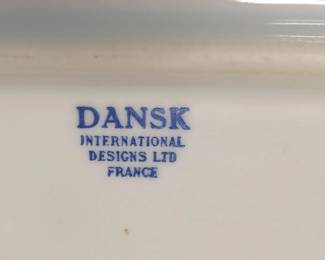 DANSK
INTERNATIONAL
DESIGNS LTD
FRANCE